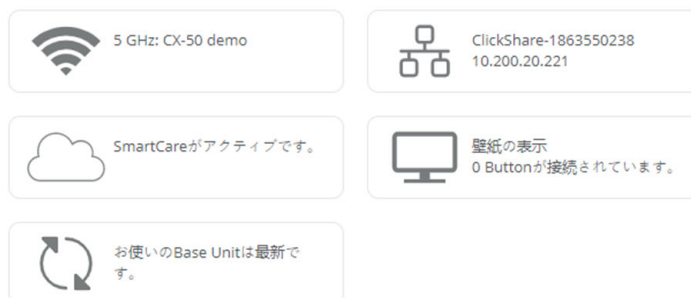 5 GHz: CX-50 demo
ClickShare-1863550238
10.200.20.221
SmartCareがアクティブです。
壁紙の表示
0 Buttonが接続されています。
お使いのBase Unitは最新で
す。